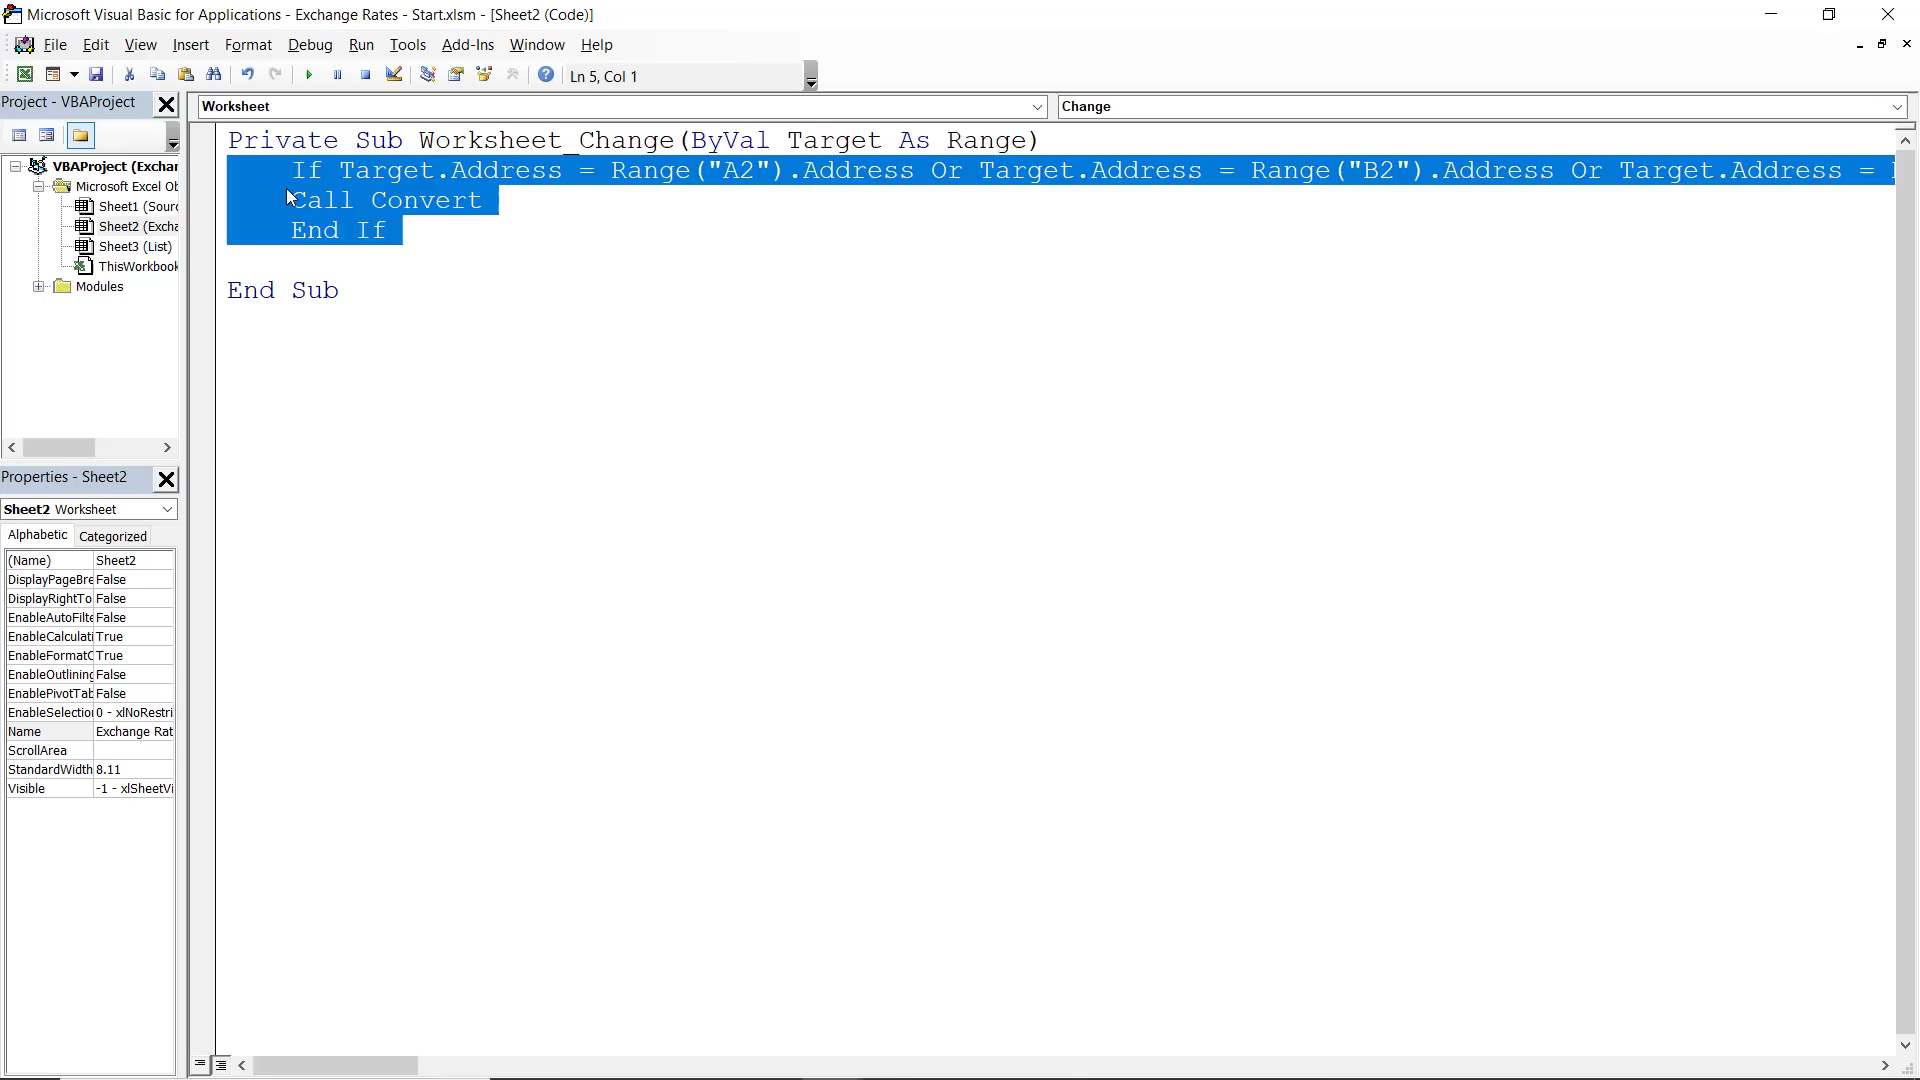 Microsoft Visual Basic for Applications - Exchange Rates - Start.xlsm - [Sheet2 (Code)]
File Edit View Insert Format Debug Run Tools Add-Ins Window Help
Ln 5, Col 1
Project - VBAProject
Worksheet
Change
VBAProject (Exchar
Microsoft Excel Ob
Sheet1 (Sourc
Sheet2 (Excha
Sheet3 (List)
ThisWorkbook
Modules
Private Sub Worksheet_Change(ByVal Target As Range)
If Target.Address = Range("A2").Address Or Target.Address = Range("B2").Address Or Target.Address =
Call Convert
End If
End Sub
Properties - Sheet2
Sheet2 Worksheet
Alphabetic Categorized
(Name) Sheet2
DisplayPageBre False
DisplayRightTo False
EnableAutoFilte False
EnableCalculati True
EnableFormatC True
EnableOutlining False
EnablePivotTab False
EnableSelection 0 - xlNoRestri
Name Exchange Rat
ScrollArea
StandardWidth 8.11
Visible -1 - xlSheetVi